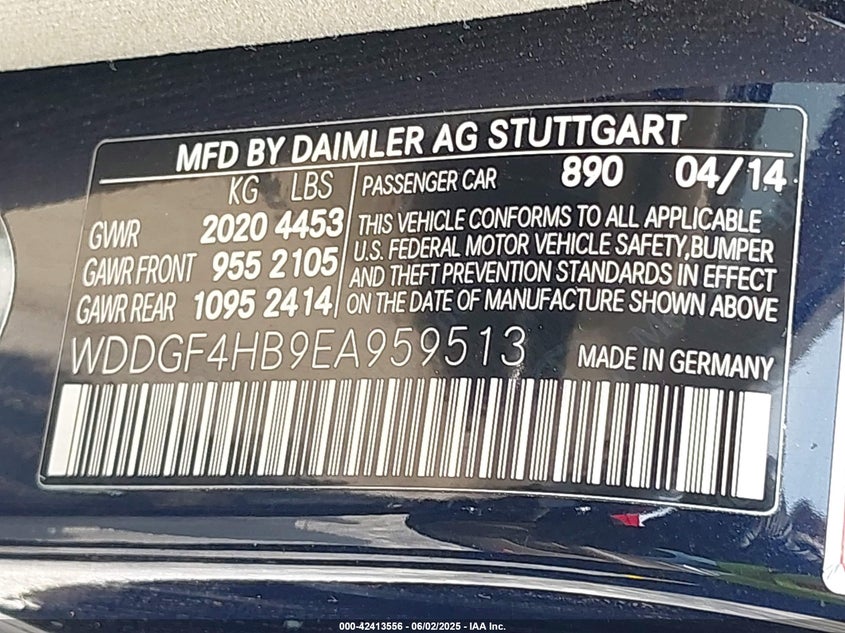 MFD BY DAIMLER AG STUTTGART
KG LBS PASSENGER CAR 890 04/14
GVWR 2020 4453
GAWR FRONT 955 2105
GAWR REAR 1095 2414
THIS VEHICLE CONFORMS TO ALL APPLICABLE
U.S. FEDERAL MOTOR VEHICLE SAFETY,BUMPER
AND THEFT PREVENTION STANDARDS IN EFFECT
ON THE DATE OF MANUFACTURE SHOWN ABOVE
WDDGF4HB9EA959513 MADE IN GERMANY
000-42413556 - 06/02/2025 - IAA Inc.